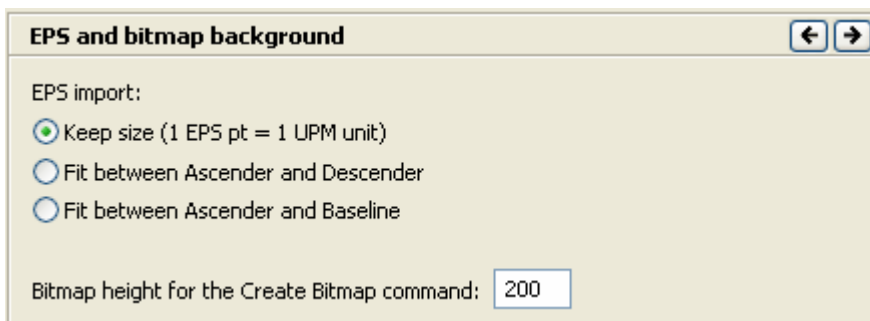 EPS and bitmap background
EPS import:
Keep size (1 EPS pt = 1 UPM unit)
Fit between Ascender and Descender
Fit between Ascender and Baseline
Bitmap height for the Create Bitmap command: 200